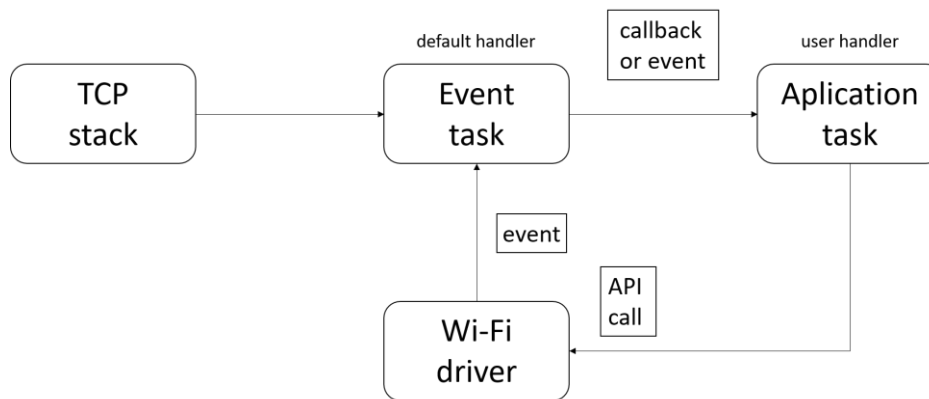 default handler
callback
or event
user handler
TCP
stack
Event
task
Aplication
task
event
API
call
Wi-Fi
driver